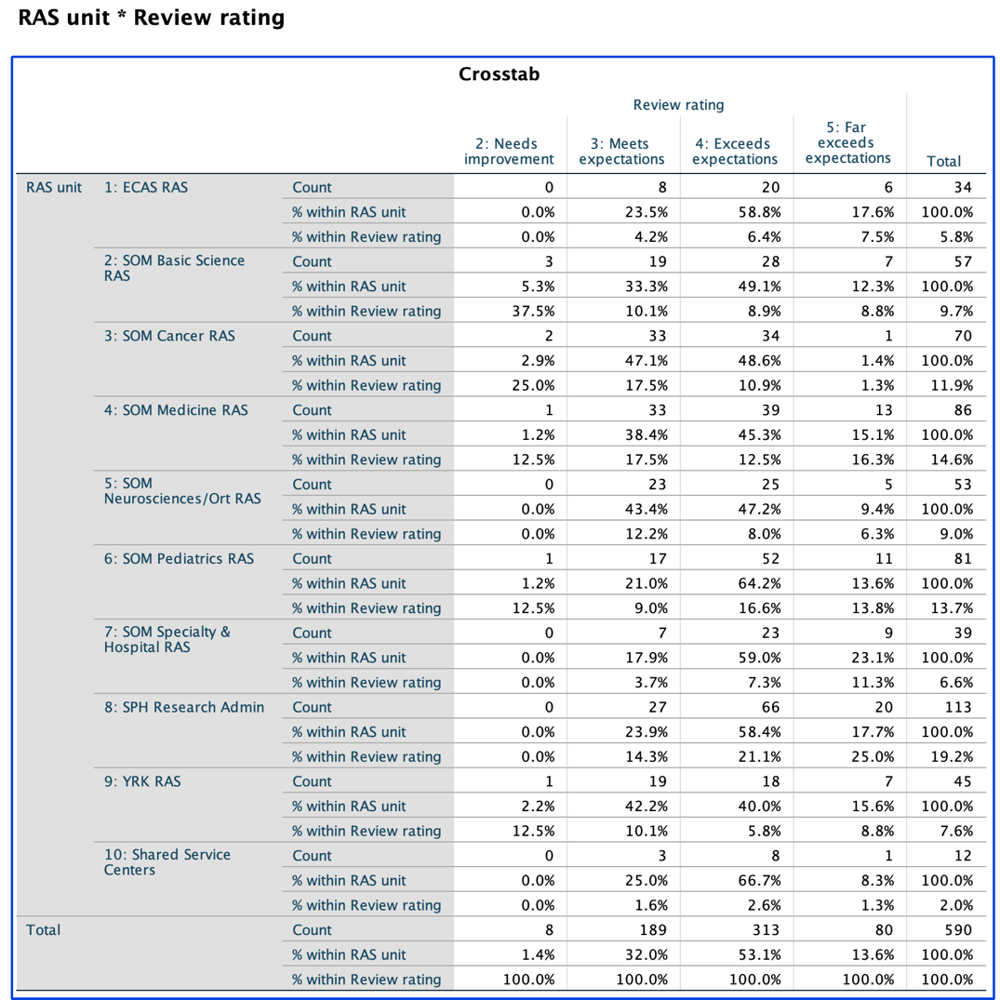 RAS unit * Review rating
Crosstab
Review rating
2: Needs improvement 3: Meets expectations 4: Exceeds expectations 5: Far exceeds expectations Total
RAS unit 1: ECAS RAS Count 0 8 20 6 34
% within RAS unit 0.0% 23.5% 58.8% 17.6% 100.0%
% within Review rating 0.0% 4.2% 6.4% 7.5% 5.8%
2: SOM Basic Science RAS Count 3 19 28 7 57
% within RAS unit 5.3% 33.3% 49.1% 12.3% 100.0%
% within Review rating 37.5% 10.1% 8.9% 8.8% 9.7%
3: SOM Cancer RAS Count 2 33 34 1 70
% within RAS unit 2.9% 47.1% 48.6% 1.4% 100.0%
% within Review rating 25.0% 17.5% 10.9% 1.3% 11.9%
4: SOM Medicine RAS Count 1 33 39 13 86
% within RAS unit 1.2% 38.4% 45.3% 15.1% 100.0%
% within Review rating 12.5% 17.5% 12.5% 16.3% 14.6%
5: SOM Neurosciences/Ort RAS Count 0 23 25 5 53
% within RAS unit 0.0% 43.4% 47.2% 9.4% 100.0%
% within Review rating 0.0% 12.2% 8.0% 6.3% 9.0%
6: SOM Pediatrics RAS Count 1 17 52 11 81
% within RAS unit 1.2% 21.0% 64.2% 13.6% 100.0%
% within Review rating 12.5% 9.0% 16.6% 13.8% 13.7%
7: SOM Specialty & Hospital RAS Count 0 7 23 9 39
% within RAS unit 0.0% 17.9% 59.0% 23.1% 100.0%
% within Review rating 0.0% 3.7% 7.3% 11.3% 6.6%
8: SPH Research Admin Count 0 27 66 20 113
% within RAS unit 0.0% 23.9% 58.4% 17.7% 100.0%
% within Review rating 0.0% 14.3% 21.1% 25.0% 19.2%
9: YRK RAS Count 1 19 18 7 45
% within RAS unit 2.2% 42.2% 40.0% 15.6% 100.0%
% within Review rating 12.5% 10.1% 5.8% 8.8% 7.6%
10: Shared Service Centers Count 0 3 8 1 12
% within RAS unit 0.0% 25.0% 66.7% 8.3% 100.0%
% within Review rating 0.0% 1.6% 2.6% 1.3% 2.0%
Total Count 8 189 313 80 590
% within RAS unit 1.4% 32.0% 53.1% 13.6% 100.0%
% within Review rating 100.0% 100.0% 100.0% 100.0% 100.0%